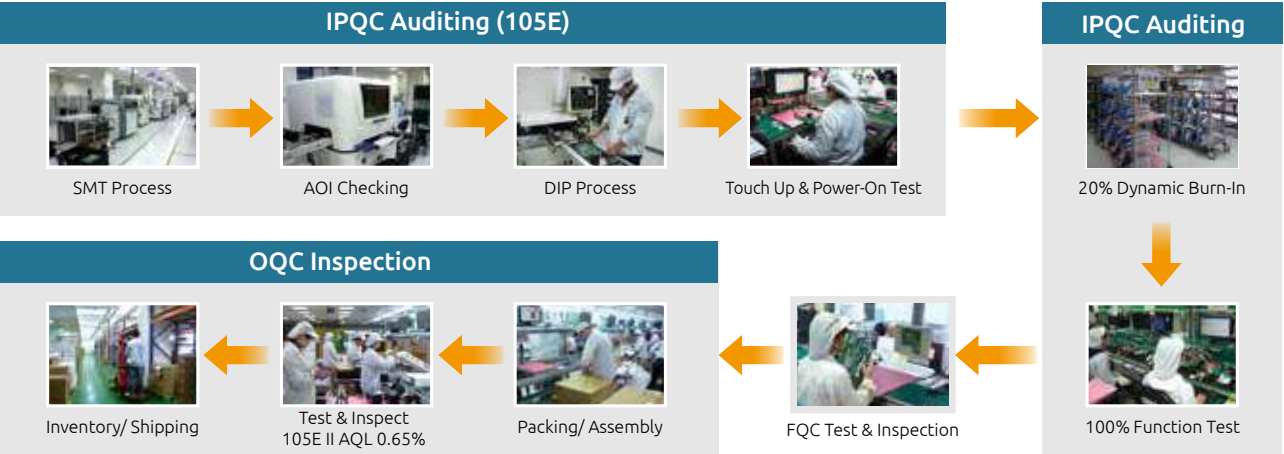 IPQC Auditing (105E)
SMT Process
AOI Checking
DIP Process
Touch Up & Power-On Test
IPQC Auditing
20% Dynamic Burn-In
100% Function Test
FQC Test & Inspection
OQC Inspection
Packing/ Assembly
Test & Inspect
105E II AQL 0.65%
Inventory/ Shipping